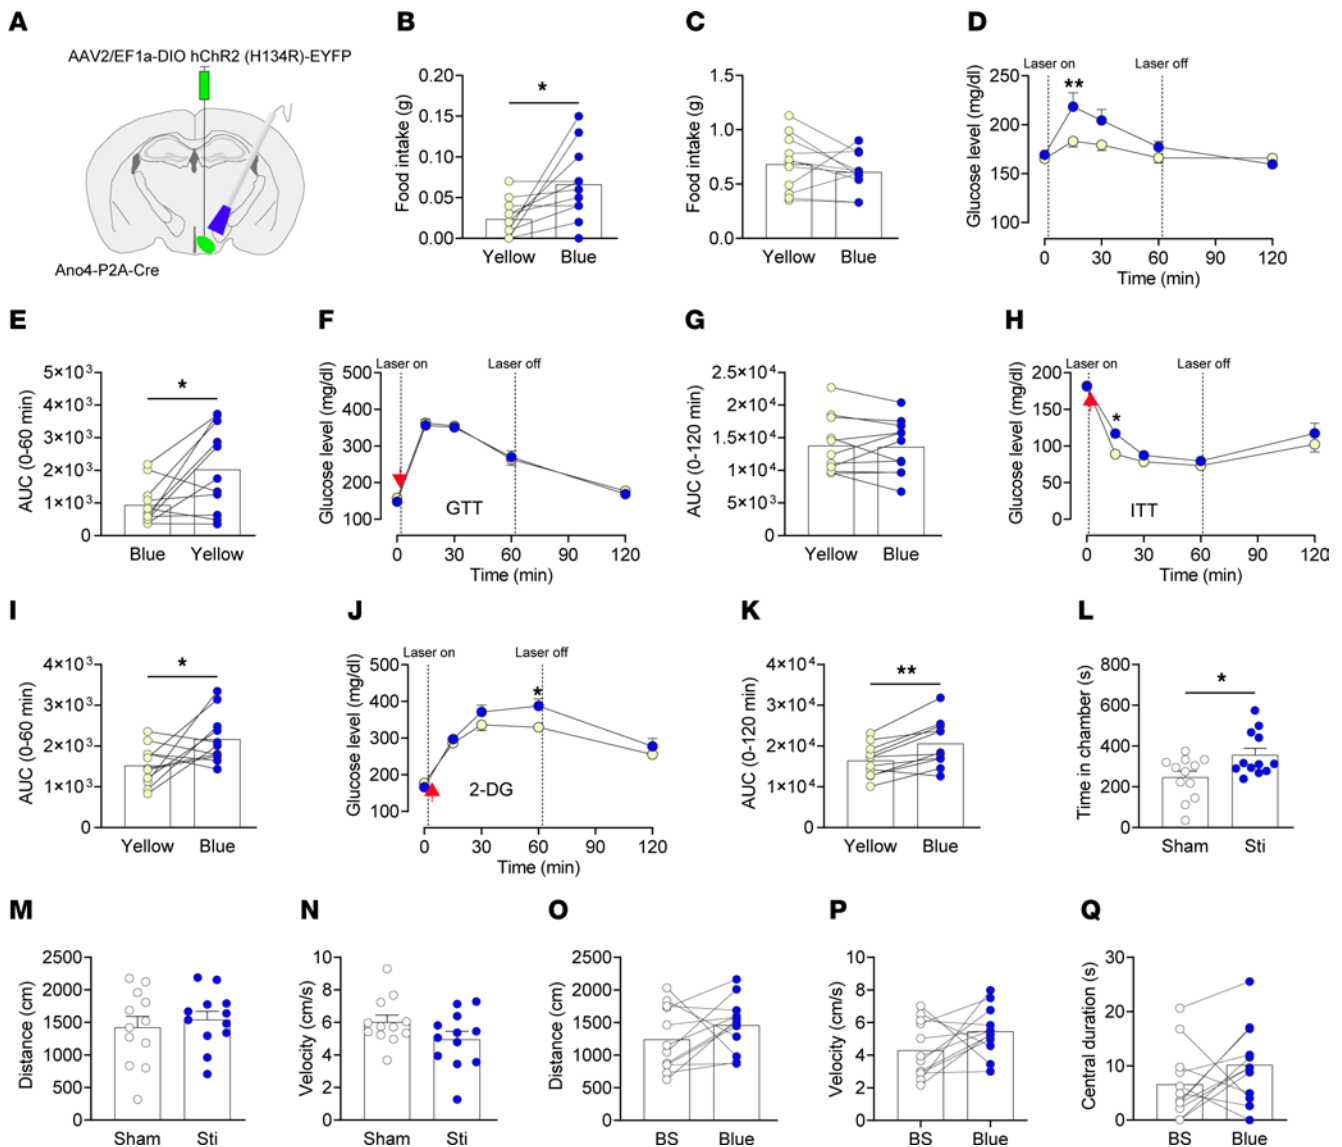 A
AAV2/EF1a-DIO hChR2 (H134R)-EYFP
Ano4-P2A-Cre
B
Food intake (g)
0.20
0.15
0.10
0.05
0.00
*
Yellow Blue
C
Food intake (g)
1.5
1.0
0.5
0.0
Yellow Blue
D
Laser on Laser off
Glucose level (mg/dl)
250
200
150
100
**
0 30 60 90 120
Time (min)
E
AUC (0-60 min)
5×10³
4×10³
3×10³
2×10³
1×10³
0
*
Blue Yellow
F
Laser on Laser off
Glucose level (mg/dl)
500
400
300
200
100
GTT
0 30 60 90 120
Time (min)
G
AUC (0-120 min)
2.5×10⁴
2×10⁴
1.5×10⁴
1×10⁴
5×10³
0
Yellow Blue
H
Laser on Laser off
Glucose level (mg/dl)
200
150
100
50
0
*
ITT
0 30 60 90 120
Time (min)
I
AUC (0-60 min)
4×10³
3×10³
2×10³
1×10³
0
*
Yellow Blue
J
Laser on Laser off
Glucose level (mg/dl)
500
400
300
200
100
*
2-DG
0 30 60 90 120
Time (min)
K
AUC (0-120 min)
4×10⁴
3×10⁴
2×10⁴
1×10⁴
0
**
Yellow Blue
L
Time in chamber (s)
800
600
400
200
0
*
Sham Sti
M
Distance (cm)
2500
2000
1500
1000
500
0
Sham Sti
N
Velocity (cm/s)
10
8
6
4
2
0
Sham Sti
O
Distance (cm)
2500
2000
1500
1000
500
0
BS Blue
P
Velocity (cm/s)
10
8
6
4
2
0
BS Blue
Q
Central duration (s)
30
20
10
0
BS Blue